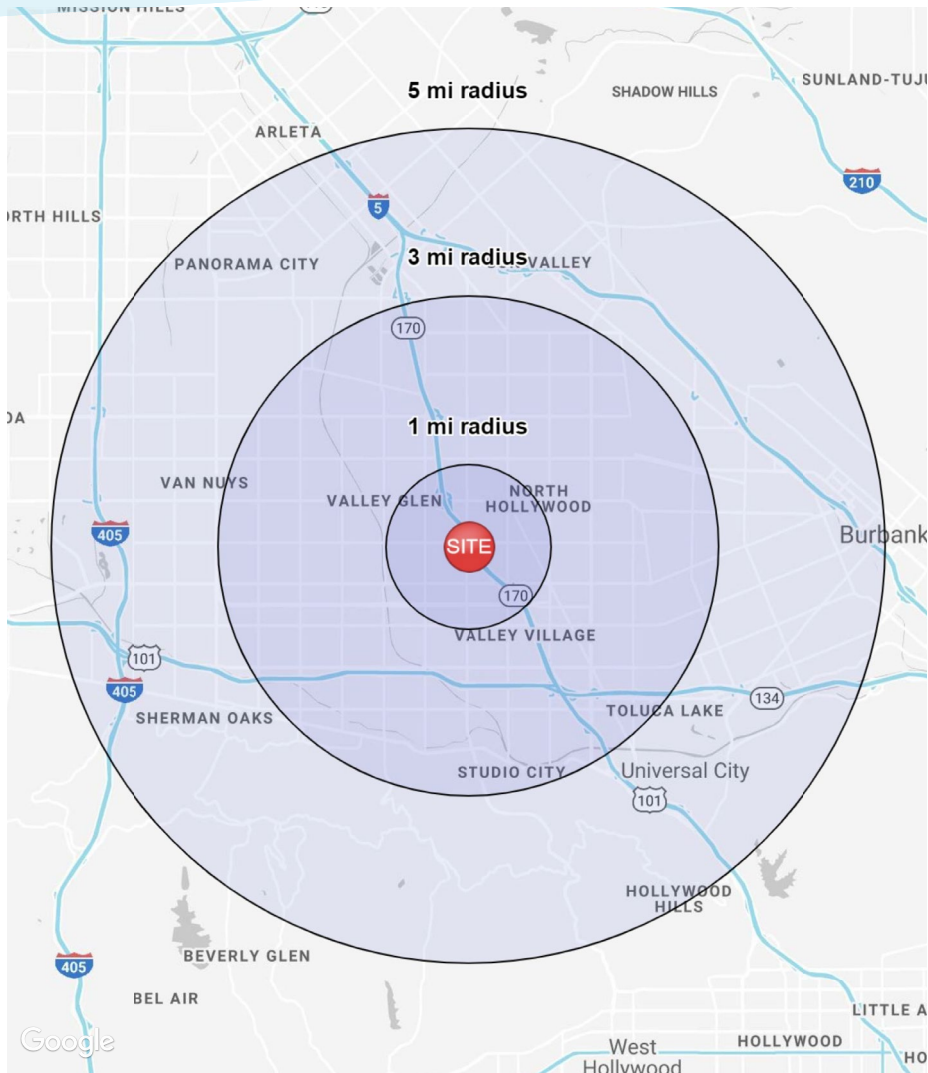 MISSION HILLS
5 mi radius
SHADOW HILLS
SUNLAND-TUJU
ARLETA
210
5
ORTH HILLS
3 mi radius
PANORAMA CITY
SUN VALLEY
170
OA
1 mi radius
VAN NUYS
VALLEY GLEN
NORTH
HOLLYWOOD
405
SITE
Burbank
170
VALLEY VILLAGE
101
405
134
SHERMAN OAKS
TOLUCA LAKE
STUDIO CITY
Universal City
101
HOLLYWOOD
HILLS
BEVERLY GLEN
405
BEL AIR
LITTLE A
Google
West
Hollywood
HOLLYWOOD
HO